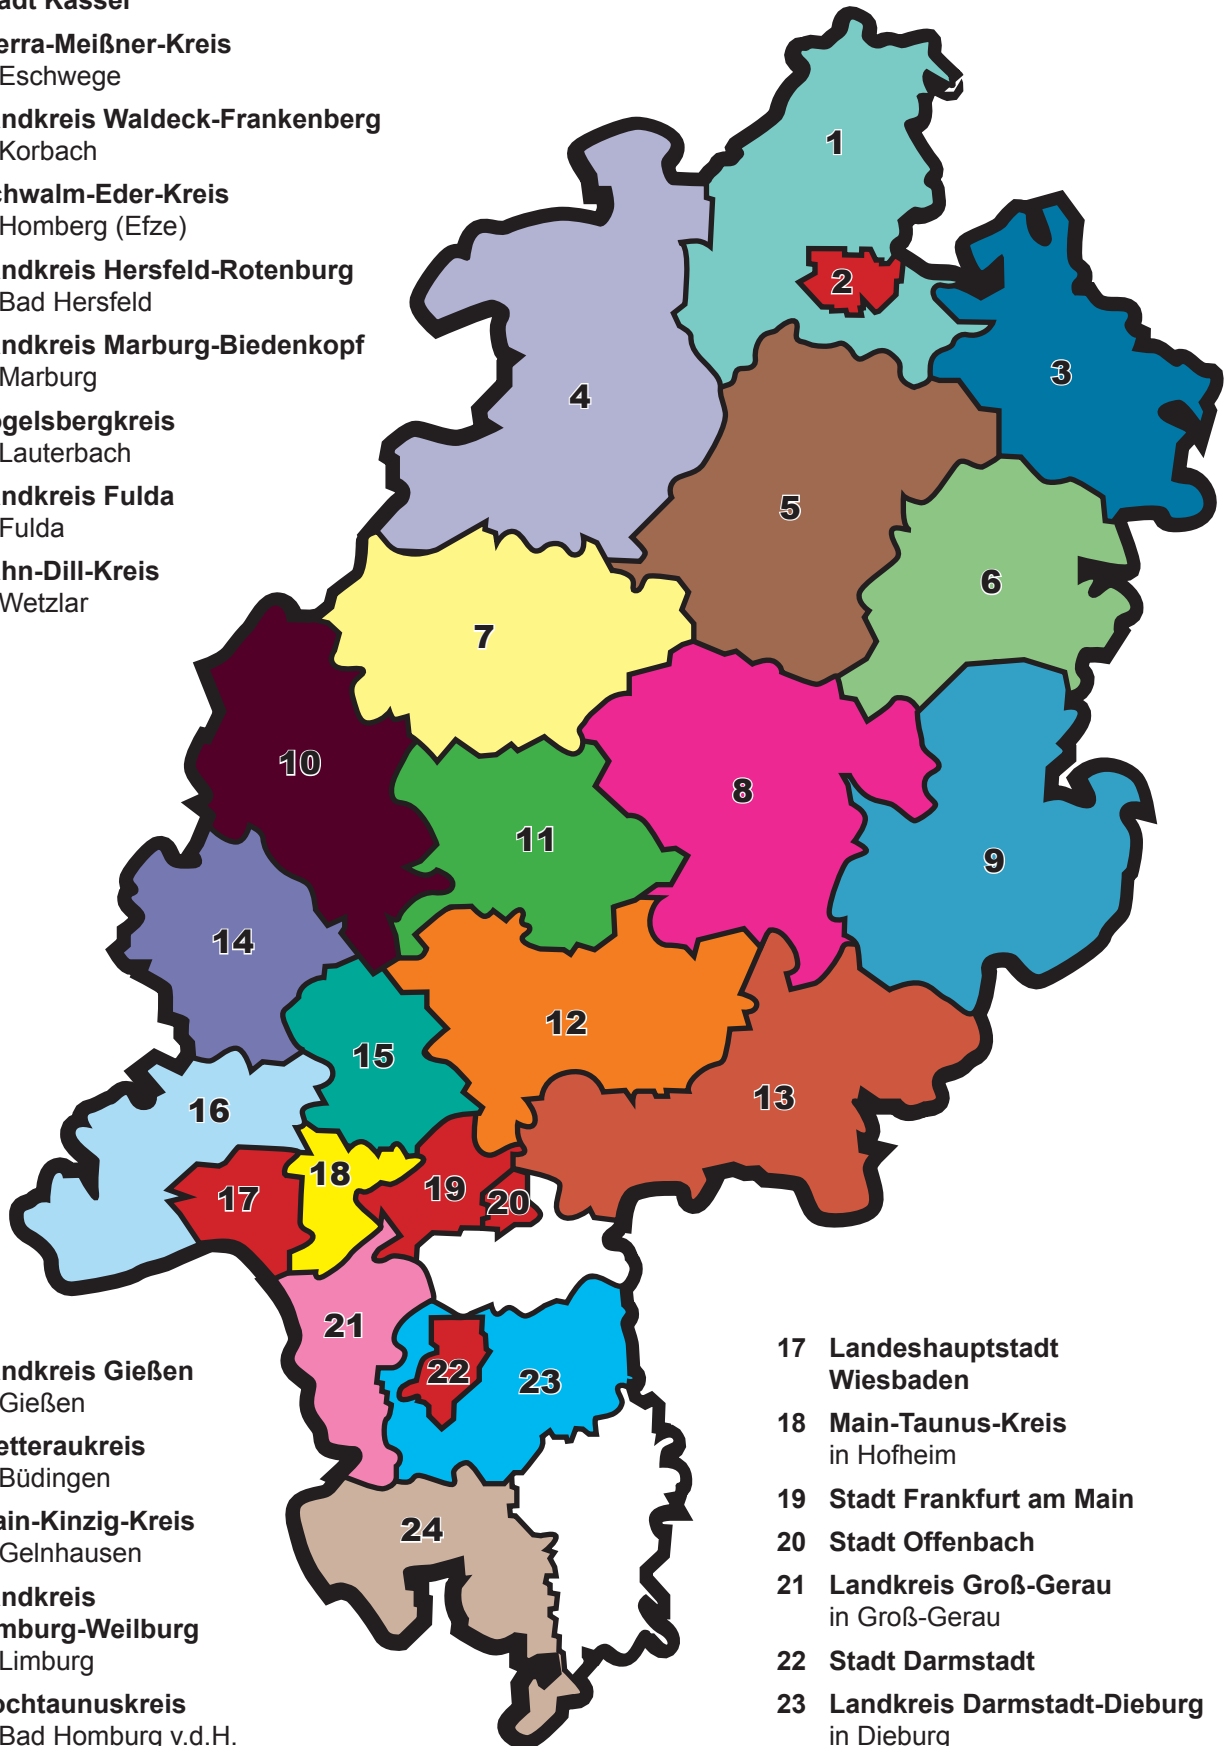 adt Kassel
erra-Meißner-Kreis
Eschwege
ndkreis Waldeck-Frankenberg
Korbach
hwalm-Eder-Kreis
Homberg (Efze)
ndkreis Hersfeld-Rotenburg
Bad Hersfeld
ndkreis Marburg-Biedenkopf
Marburg
gelsbergkreis
Lauterbach
ndkreis Fulda
Fulda
hn-Dill-Kreis
Wetzlar
1
2
3
4
5
6
7
8
9
10
11
12
13
14
15
16
17
18
19
20
21
22
23
24
ndkreis Gießen
Gießen
etteraukreis
Büdingen
ain-Kinzig-Kreis
Gelnhausen
ndkreis
mburg-Weilburg
Limburg
ochtaunuskreis
Bad Homburg v.d.H.
17 Landeshauptstadt
Wiesbaden
18 Main-Taunus-Kreis
in Hofheim
19 Stadt Frankfurt am Main
20 Stadt Offenbach
21 Landkreis Groß-Gerau
in Groß-Gerau
22 Stadt Darmstadt
23 Landkreis Darmstadt-Dieburg
in Dieburg